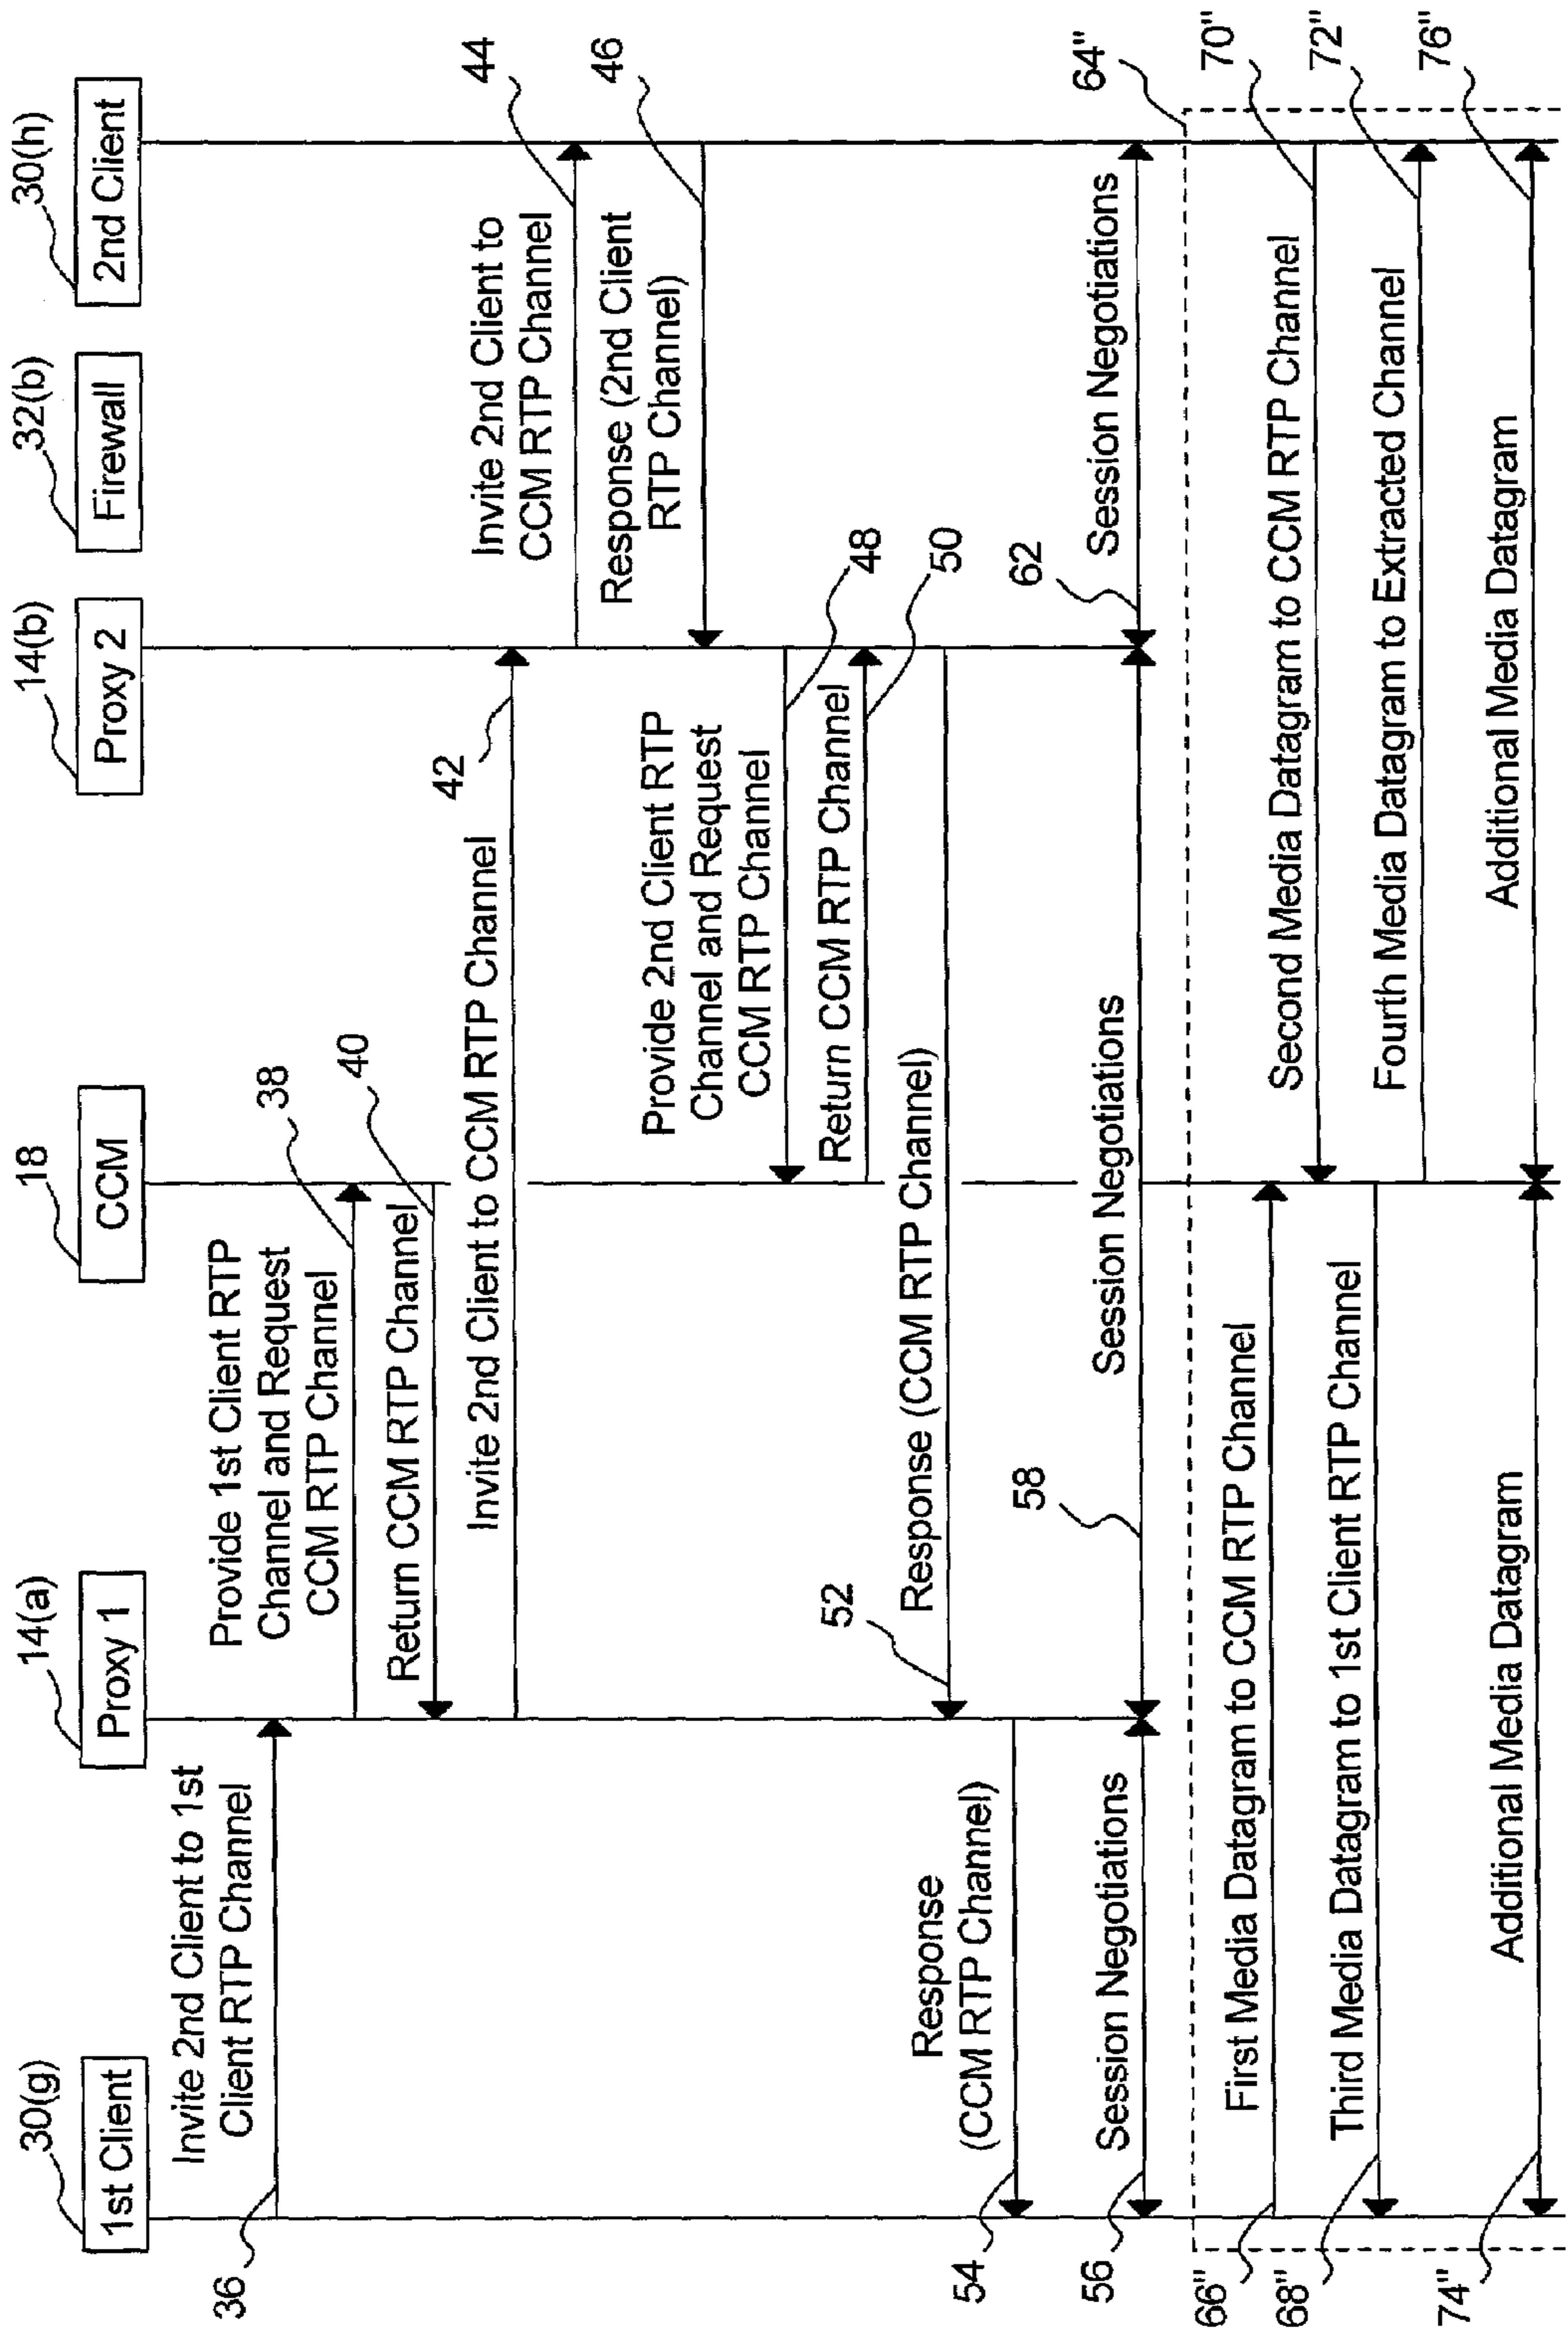 30(g)
14(a)
18
14(b)
32(b)
30(h)
1st Client
Proxy 1
CCM
Proxy 2
Firewall
2nd Client
Invite 2nd Client to 1st
Client RTP Channel
36
Provide 1st Client RTP
Channel and Request
CCM RTP Channel
38
Return CCM RTP Channel
40
Invite 2nd Client to CCM RTP Channel
42
Invite 2nd Client to
CCM RTP Channel
44
Response (2nd Client
RTP Channel)
46
Provide 2nd Client RTP
Channel and Request
CCM RTP Channel
48
Return CCM RTP Channel
50
Response (CCM RTP Channel)
52
Response
(CCM RTP Channel)
54
Session Negotiations
56
Session Negotiations
58
Session Negotiations
62
64"
First Media Datagram to CCM RTP Channel
66"
Second Media Datagram to CCM RTP Channel
70"
Third Media Datagram to 1st Client RTP Channel
68"
Fourth Media Datagram to Extracted Channel
72"
Additional Media Datagram
74"
Additional Media Datagram
76"